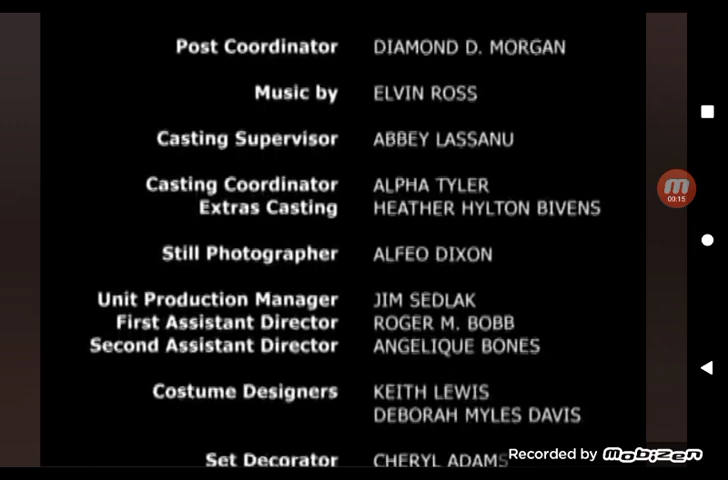 Post Coordinator DIAMOND D. MORGAN
Music by ELVIN ROSS
Casting Supervisor ABBEY LASSANU
Casting Coordinator ALPHA TYLER
Extras Casting HEATHER HYLTON BIVENS
00:15
Still Photographer ALFEO DIXON
Unit Production Manager JIM SEDLAK
First Assistant Director ROGER M. BOBB
Second Assistant Director ANGELIQUE BONES
Costume Designers KEITH LEWIS
DEBORAH MYLES DAVIS
Set Decorator CHERYL ADAMS
Recorded by mobizen